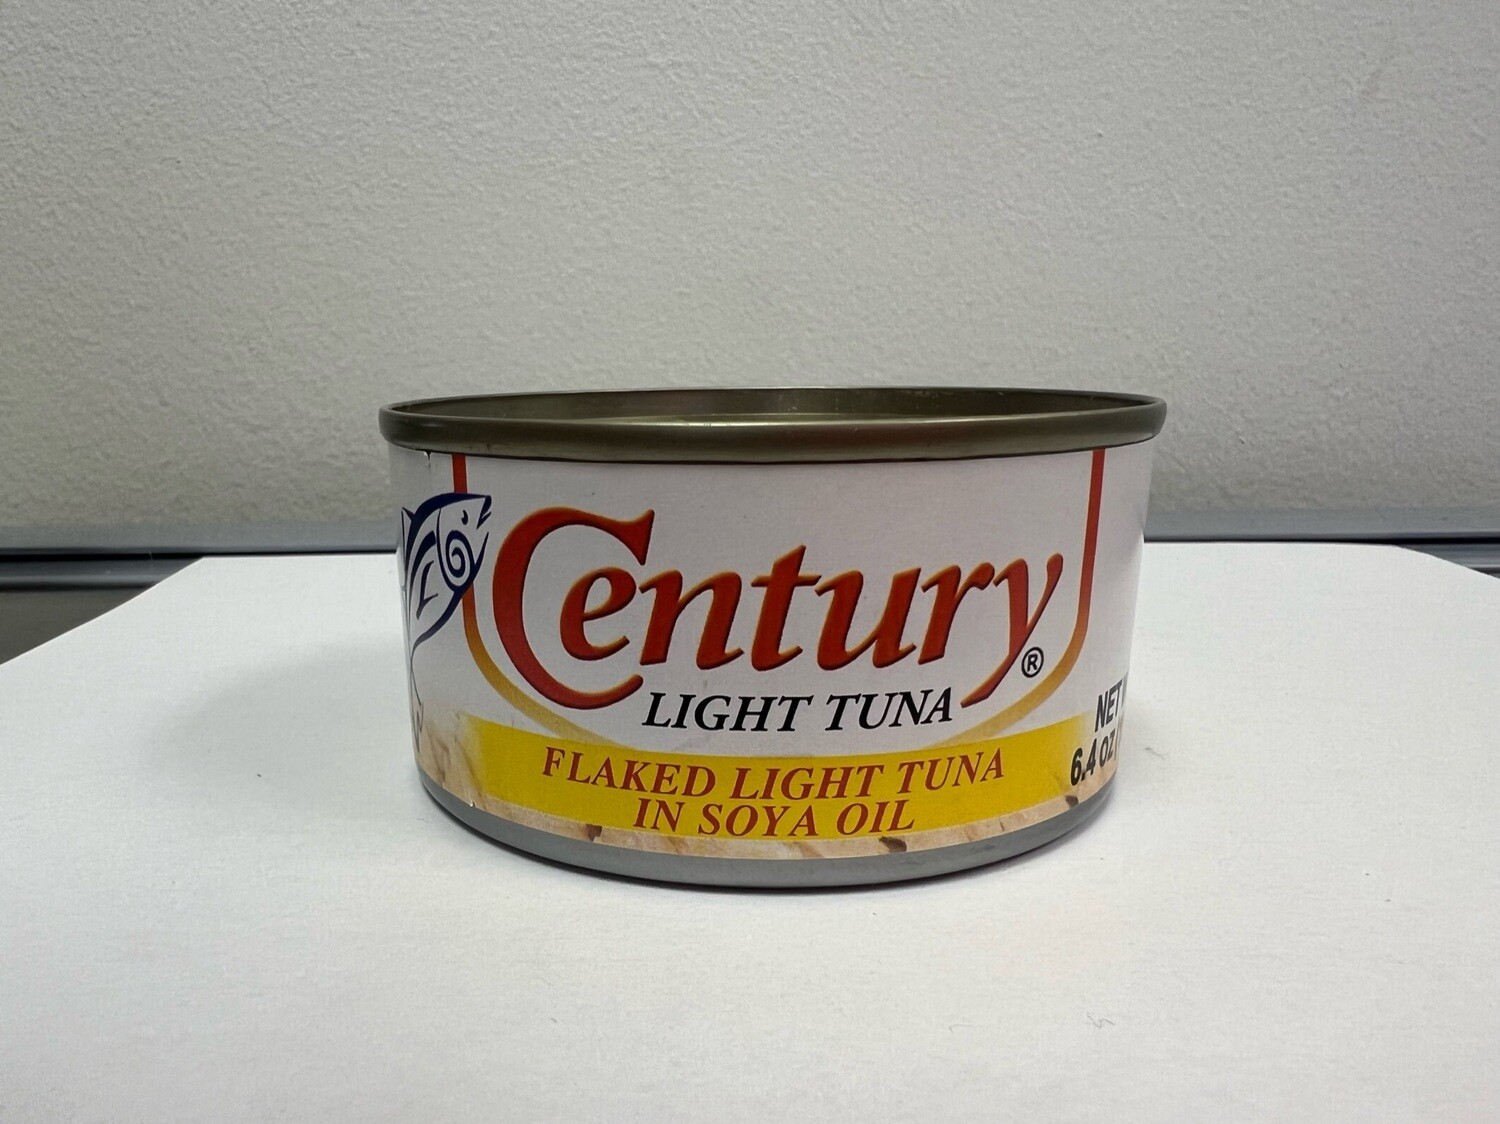 Century®
LIGHT TUNA
FLAKED LIGHT TUNA
IN SOYA OIL
NET
6.4 OZ